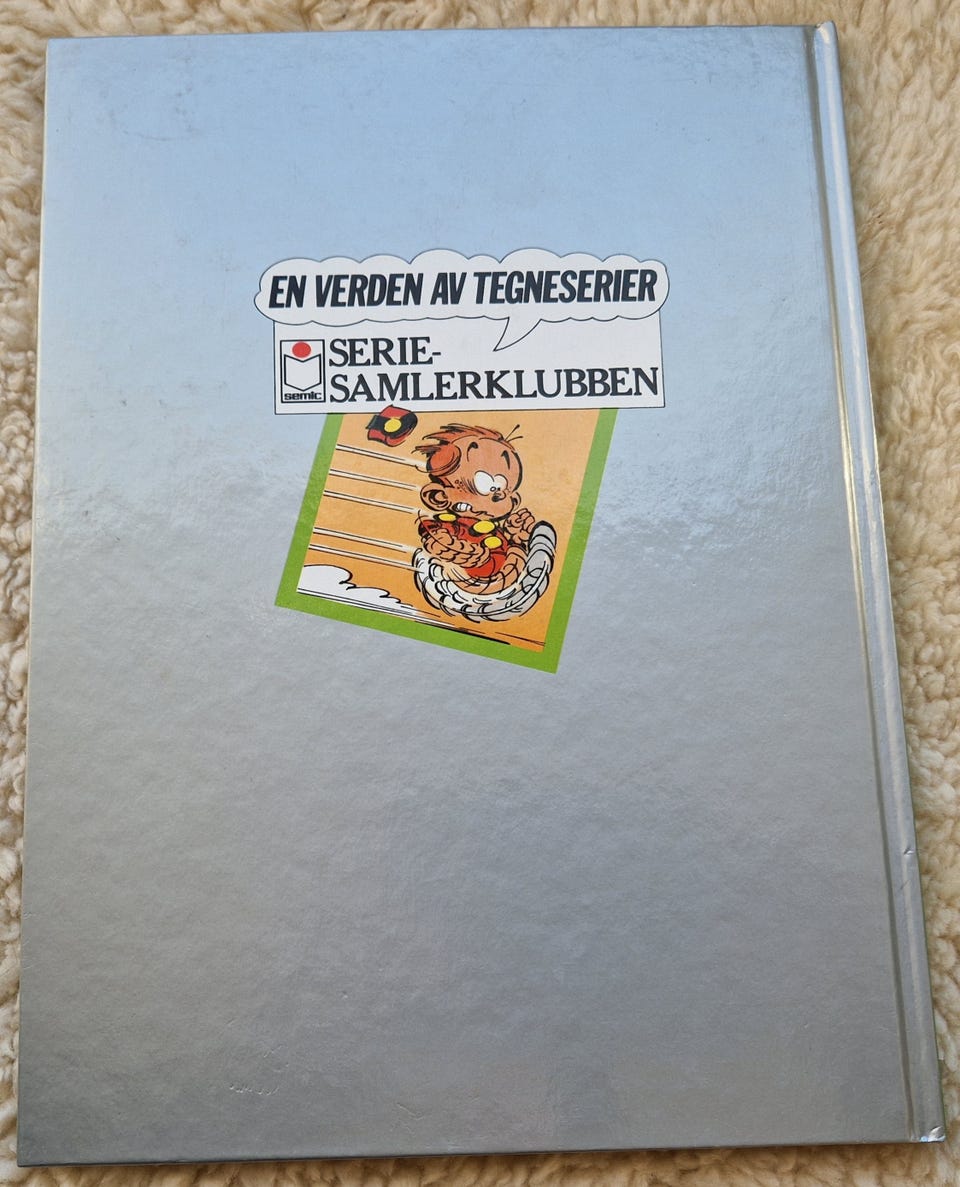 EN VERDEN AV TEGNESERIER
SERIE-
SAMLERKLUBBEN
semic